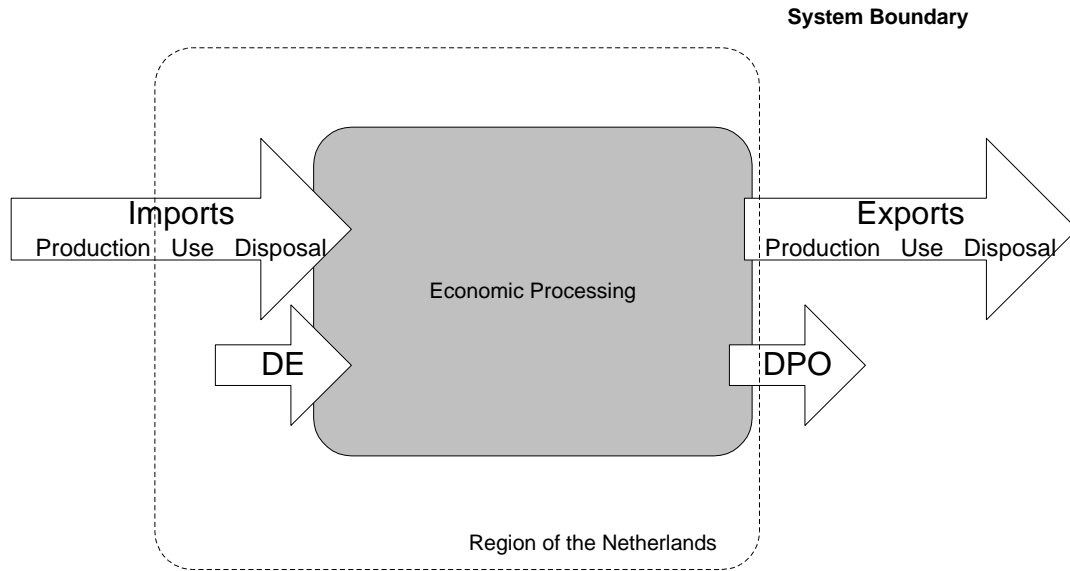 System Boundary
Imports
Production Use Disposal
Exports
Production Use Disposal
Economic Processing
DE
DPO
Region of the Netherlands